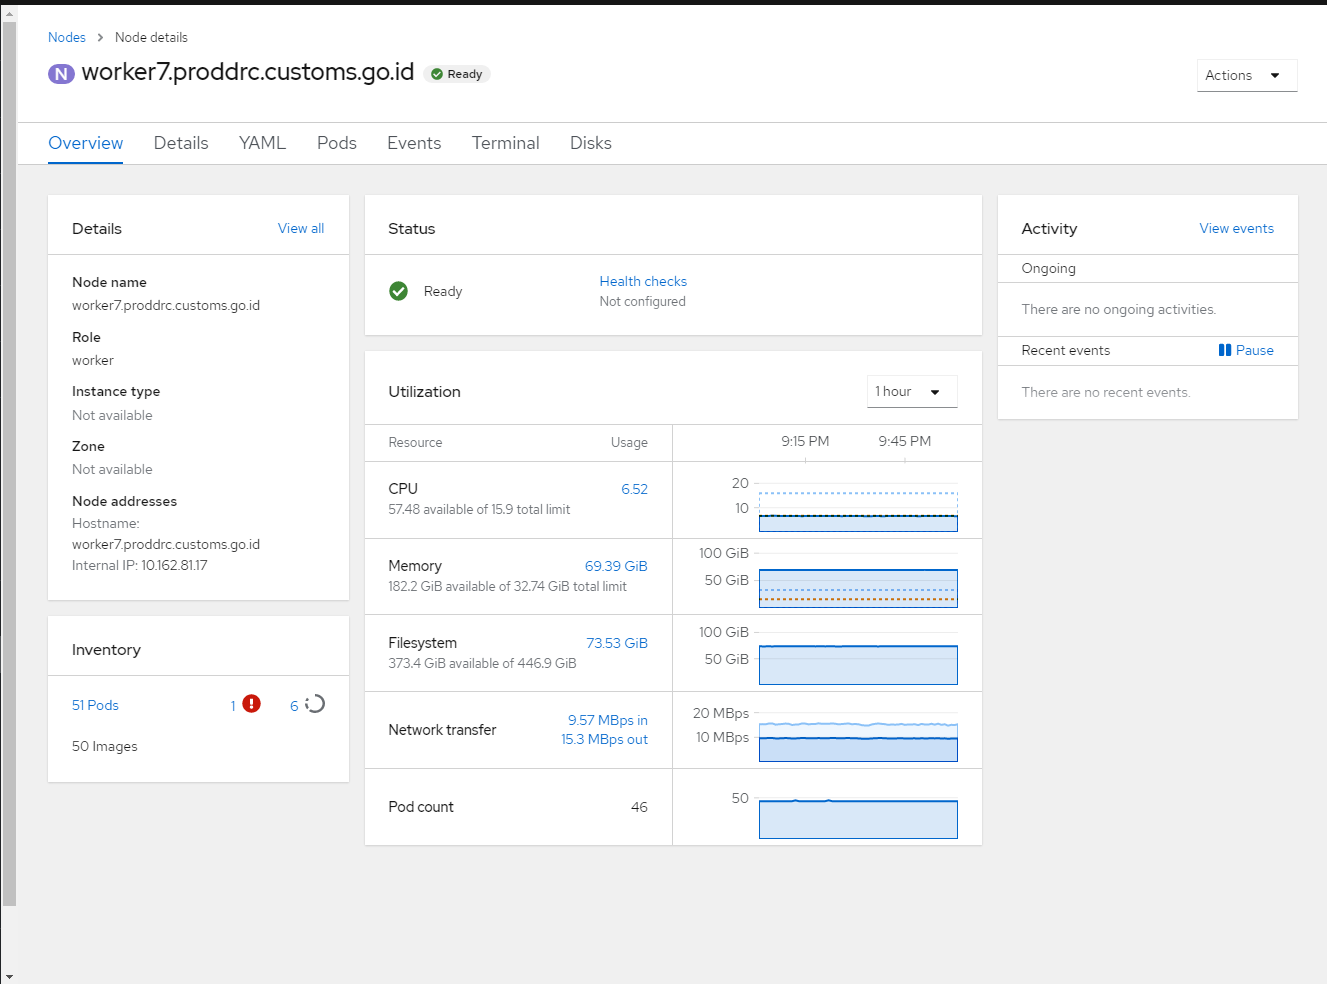 Nodes > Node details
N worker7.proddrc.customs.go.id Ready
Actions
Overview Details YAML Pods Events Terminal Disks
Details View all
Node name
worker7.proddrc.customs.go.id
Role
worker
Instance type
Not available
Zone
Not available
Node addresses
Hostname:
worker7.proddrc.customs.go.id
Internal IP: 10.162.81.17
Inventory
51 Pods 1 6
50 Images
Status
Ready
Health checks
Not configured
Utilization 1 hour
Resource Usage 9:15 PM 9:45 PM
CPU 6.52
57.48 available of 15.9 total limit
20
10
Memory 69.39 GiB
182.2 GiB available of 32.74 GiB total limit
100 GiB
50 GiB
Filesystem 73.53 GiB
373.4 GiB available of 446.9 GiB
100 GiB
50 GiB
Network transfer
9.57 MBps in
15.3 MBps out
20 MBps
10 MBps
Pod count 46
50
Activity View events
Ongoing
There are no ongoing activities.
Recent events Pause
There are no recent events.